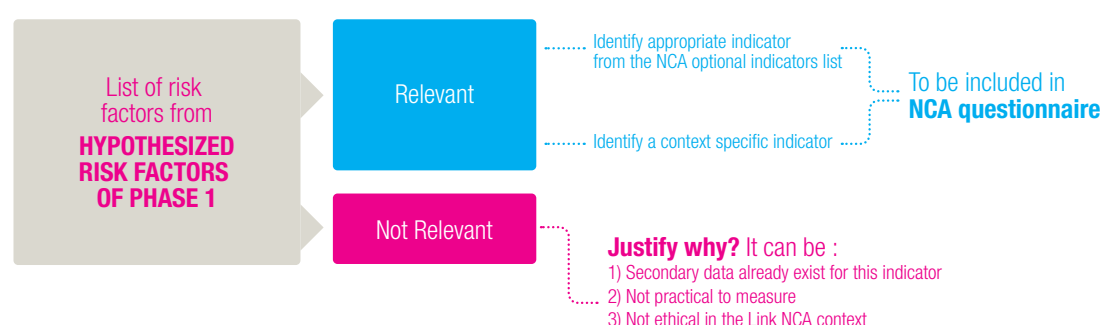 List of risk
factors from
HYPOTHESIZED
RISK FACTORS
OF PHASE 1
Relevant
Identify appropriate indicator
from the NCA optional indicators list
Identify a context specific indicator
To be included in
NCA questionnaire
Not Relevant
Justify why? It can be :
1) Secondary data already exist for this indicator
2) Not practical to measure
3) Not ethical in the Link NCA context